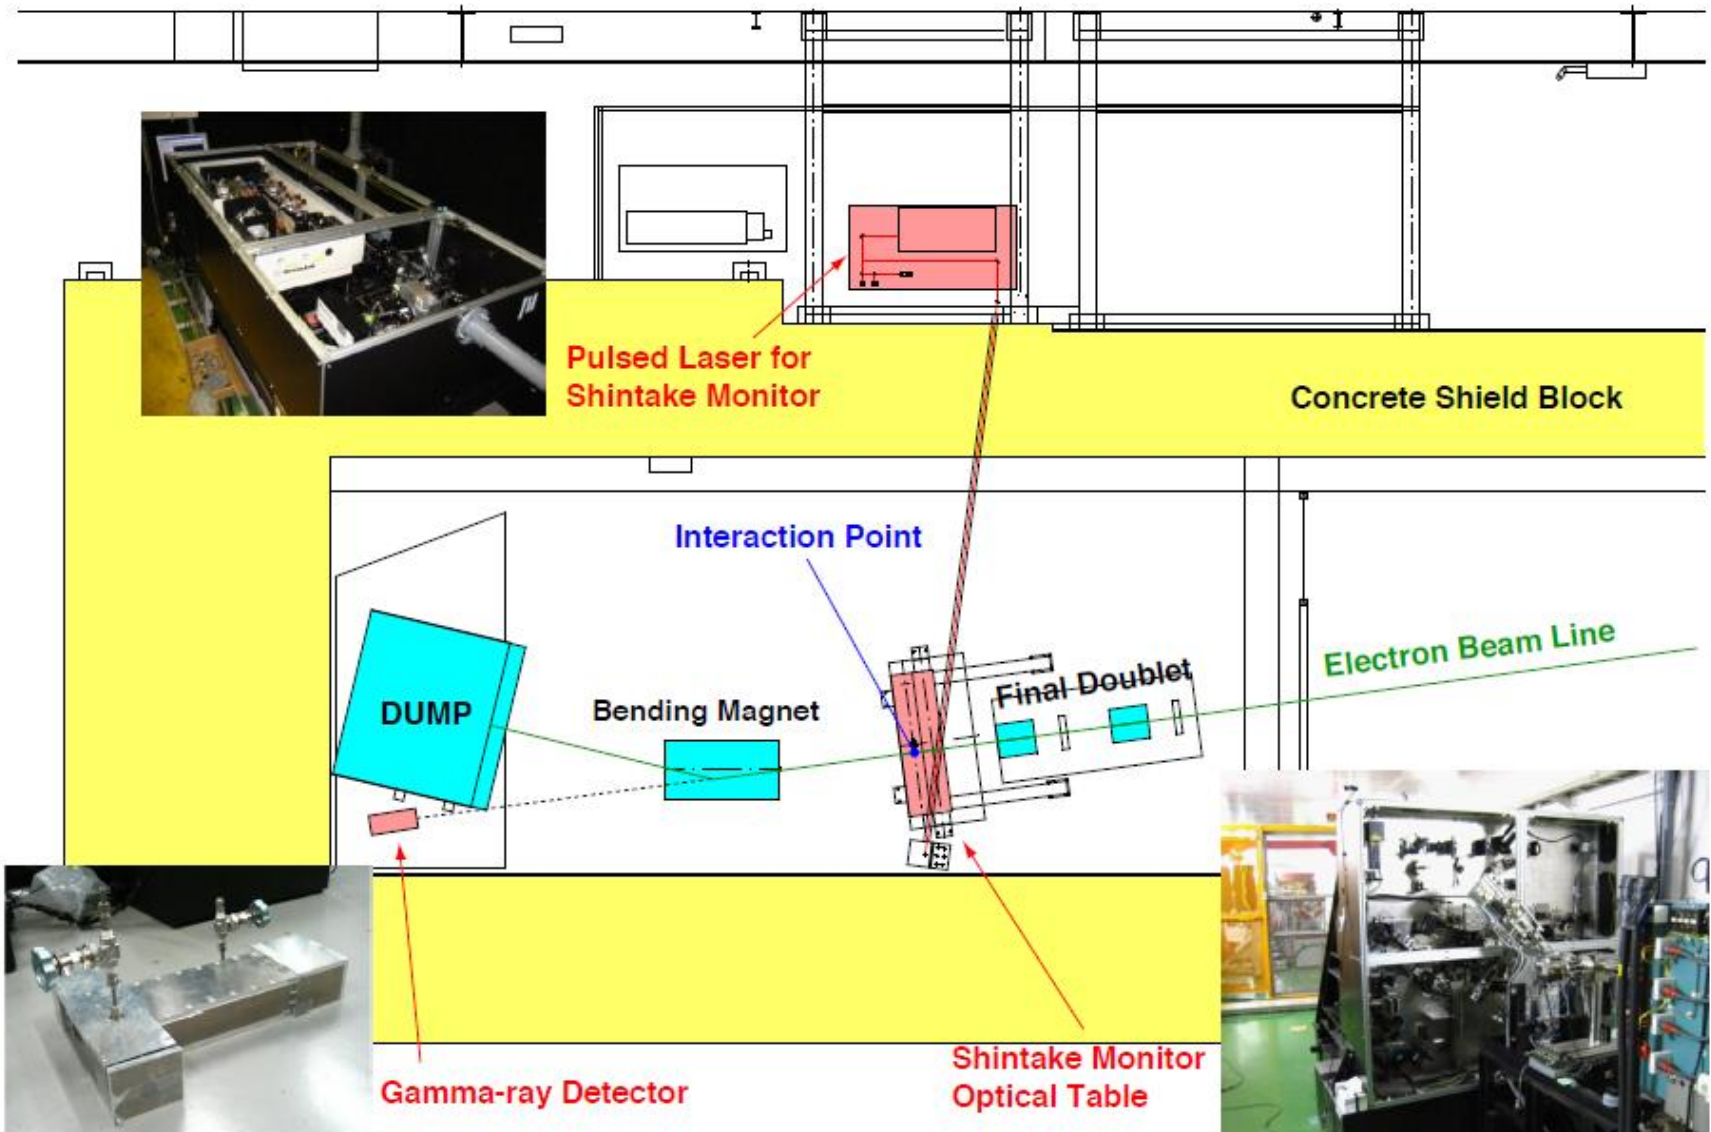 Pulsed Laser for
Shintake Monitor
Concrete Shield Block
Interaction Point
Electron Beam Line
Final Doublet
DUMP
Bending Magnet
Shintake Monitor
Optical Table
Gamma-ray Detector